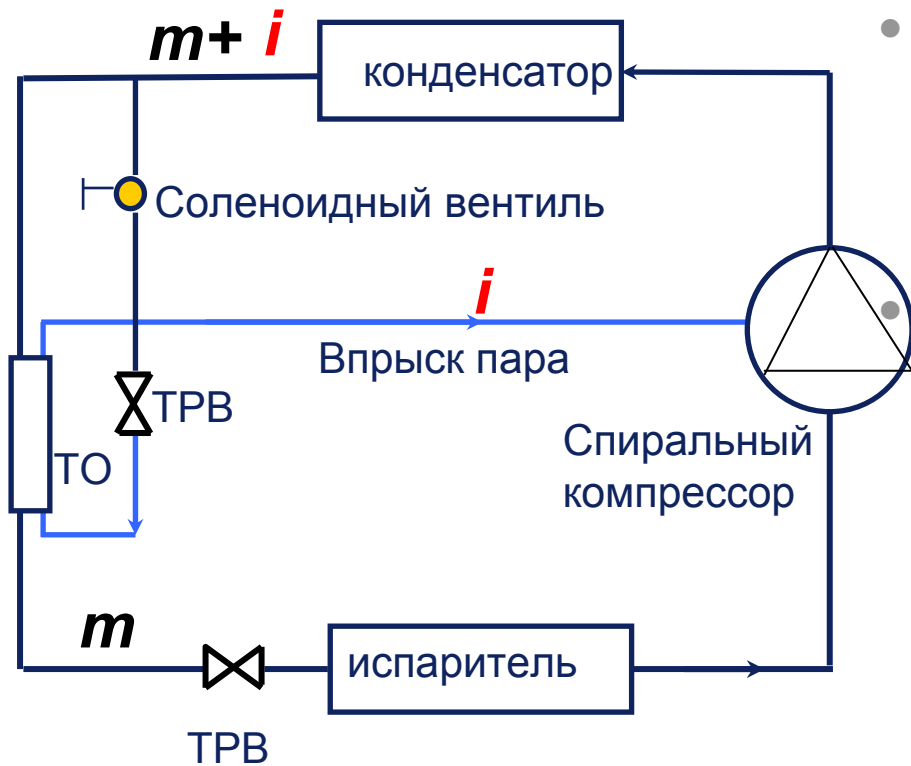 m+ i
конденсатор
Соленоидный вентиль
i
Впрыск пара
ТРВ
ТО
Спиральный
компрессор
m
испаритель
ТРВ